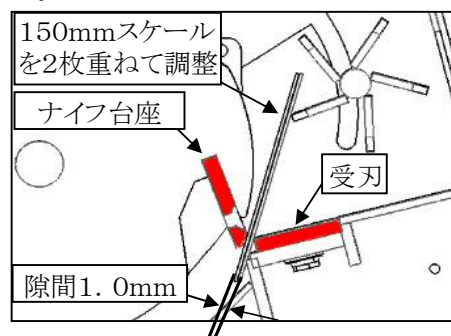 150mmスケール
を2枚重ねて調整
ナイフ台座
受刃
隙間1．0mm